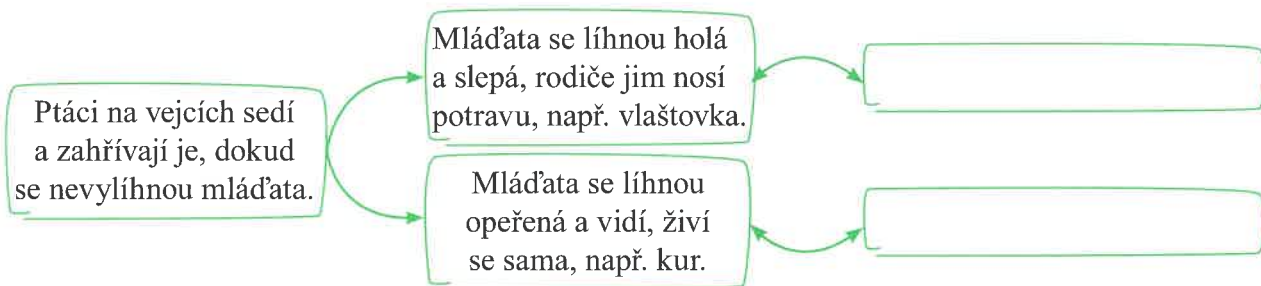 Ptáci na vejcích sedí
a zahřívají je, dokud
se nevylíhnou mláďata.
Mláďata se líhnou holá
a slepá, rodiče jim nosí
potravu, např. vlaštovka.
Mláďata se líhnou
opeřená a vidí, živí
se sama, např. kur.